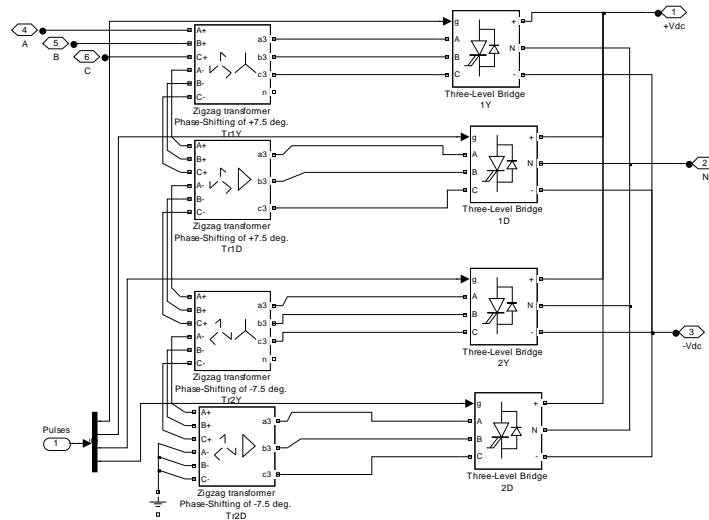 4
A
5
B
6
C
A+
B+
C+
A-
B-
C-
a3
b3
c3
n
Zigzag transformer
Phase-Shifting of +7.5 deg.
Tr1Y
g
A
B
C
+
N
-
Three-Level Bridge
1Y
1
+Vdc
A+
B+
C+
A-
B-
C-
a3
b3
c3
Zigzag transformer
Phase-Shifting of +7.5 deg.
Tr1D
g
A
B
C
+
N
-
Three-Level Bridge
1D
2
N
A+
B+
C+
A-
B-
C-
a3
b3
c3
n
Zigzag transformer
Phase-Shifting of -7.5 deg.
Tr2Y
g
A
B
C
+
N
-
Three-Level Bridge
2Y
3
-Vdc
Pulses
1
A+
B+
C+
A-
B-
C-
a3
b3
c3
Zigzag transformer
Phase-Shifting of -7.5 deg.
Tr2D
g
A
B
C
+
N
-
Three-Level Bridge
2D